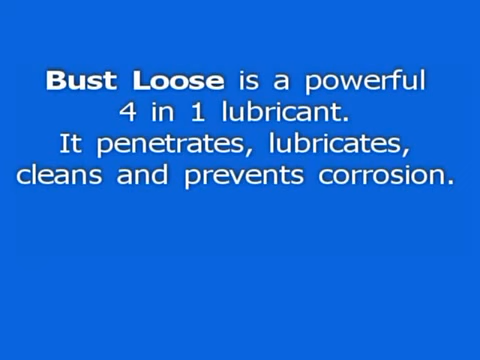 Bust Loose is a powerful
4 in 1 lubricant.
It penetrates, lubricates,
cleans and prevents corrosion.